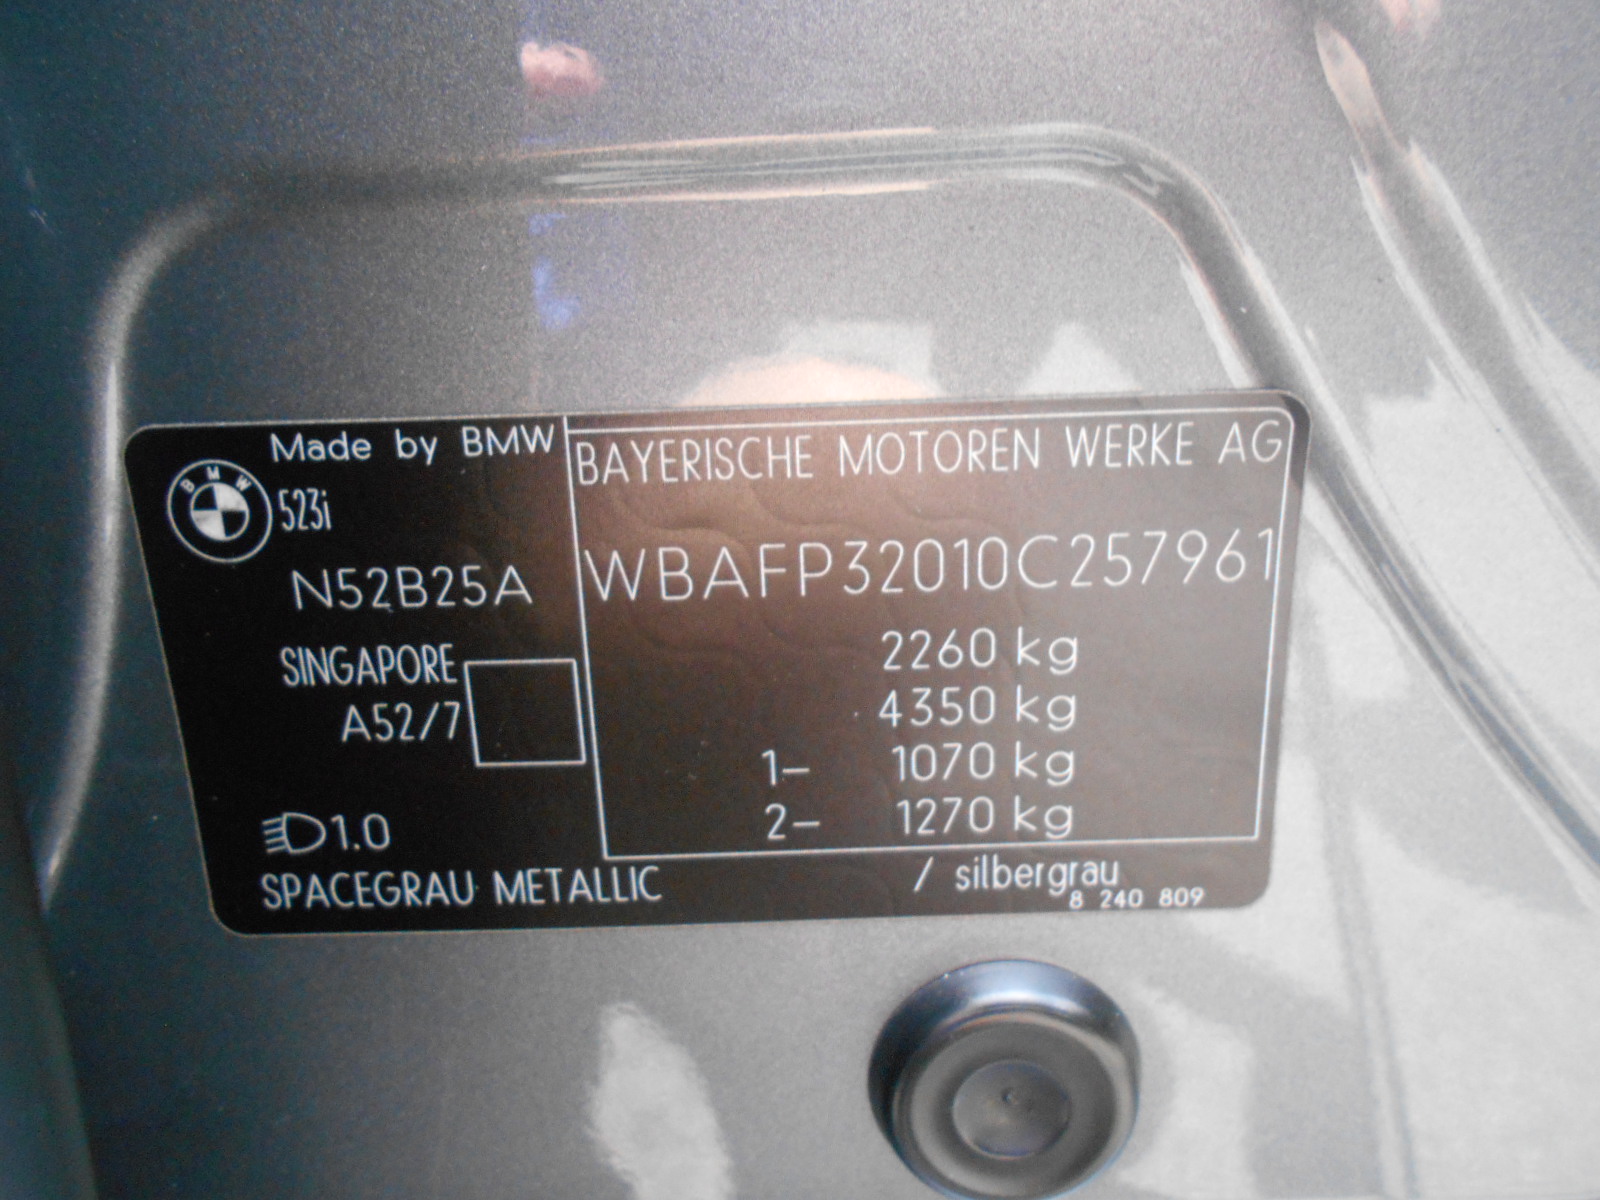 Made by BMW
BMW
523i
N52B25A
SINGAPORE
A52/7
1.0
BAYERISCHE MOTOREN WERKE AG
WBAFP32010C257961
2260 kg
4350 kg
1– 1070 kg
2– 1270 kg
SPACEGRAU METALLIC / silbergrau
8 240 809